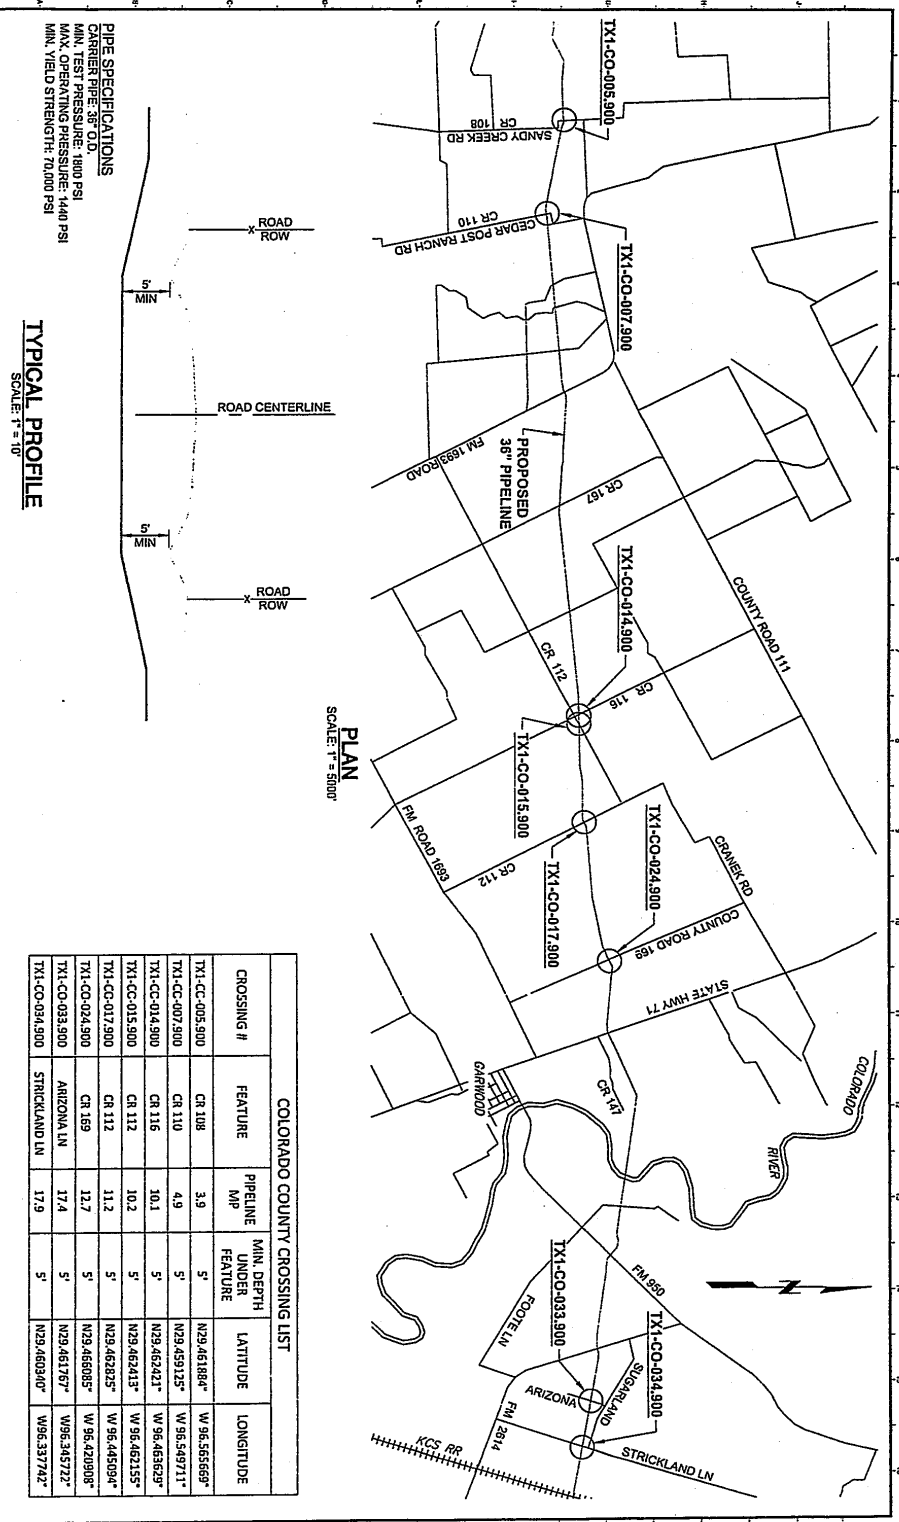 TX1-CO-005.900
CR 108
SANDY CREEK RD
CR 110
CEDAR POST RANCH RD
TX1-CO-007.900
PROPOSED
36" PIPELINE
FM 1693 ROAD
CR 167
TX1-CO-014.900
COUNTY ROAD 111
CR 112
CR 116
TX1-CO-015.900
FM ROAD 1693
CR 112
TX1-CO-017.900
TX1-CO-024.900
CRANEK RD
COUNTY ROAD 169
STATE HWY 71
GARWOOD
CR 147
COLORADO
RIVER
N
FM 950
FOOTE LN
TX1-CO-033.900
TX1-CO-034.900
ARIZONA
SUGARLAND
FM 2614
STRICKLAND LN
KCS RR
PLAN
SCALE: 1" = 5000'
ROAD
ROW
5'
MIN
ROAD CENTERLINE
5'
MIN
ROAD
ROW
TYPICAL PROFILE
SCALE: 1" = 10'
PIPE SPECIFICATIONS
CARRIER PIPE: 36" O.D.
MIN. TEST PRESSURE: 1800 PSI
MAX. OPERATING PRESSURE: 1440 PSI
MIN. YIELD STRENGTH: 70,000 PSI
COLORADO COUNTY CROSSING LIST
CROSSING # FEATURE PIPELINE MP MIN. DEPTH UNDER FEATURE LATITUDE LONGITUDE
TX1-CC-005.900 CR 108 3.9 5' N29.461884° W 96.565669°
TX1-CC-007.900 CR 110 4.9 5' N29.459125° W 96.549711°
TX1-CC-014.900 CR 116 10.1 5' N29.462421° W 96.463629°
TX1-CC-015.900 CR 112 10.2 5' N29.462413° W 96.462155°
TX1-CO-017.900 CR 112 11.2 5' N29.462825° W 96.445094°
TX1-CO-024.900 CR 169 12.7 5' N29.466085° W 96.420908°
TX1-CO-033.900 ARIZONA LN 17.4 5' N29.461767° W96.345722°
TX1-CO-034.900 STRICKLAND LN 17.9 5' N29.460340° W96.337742°